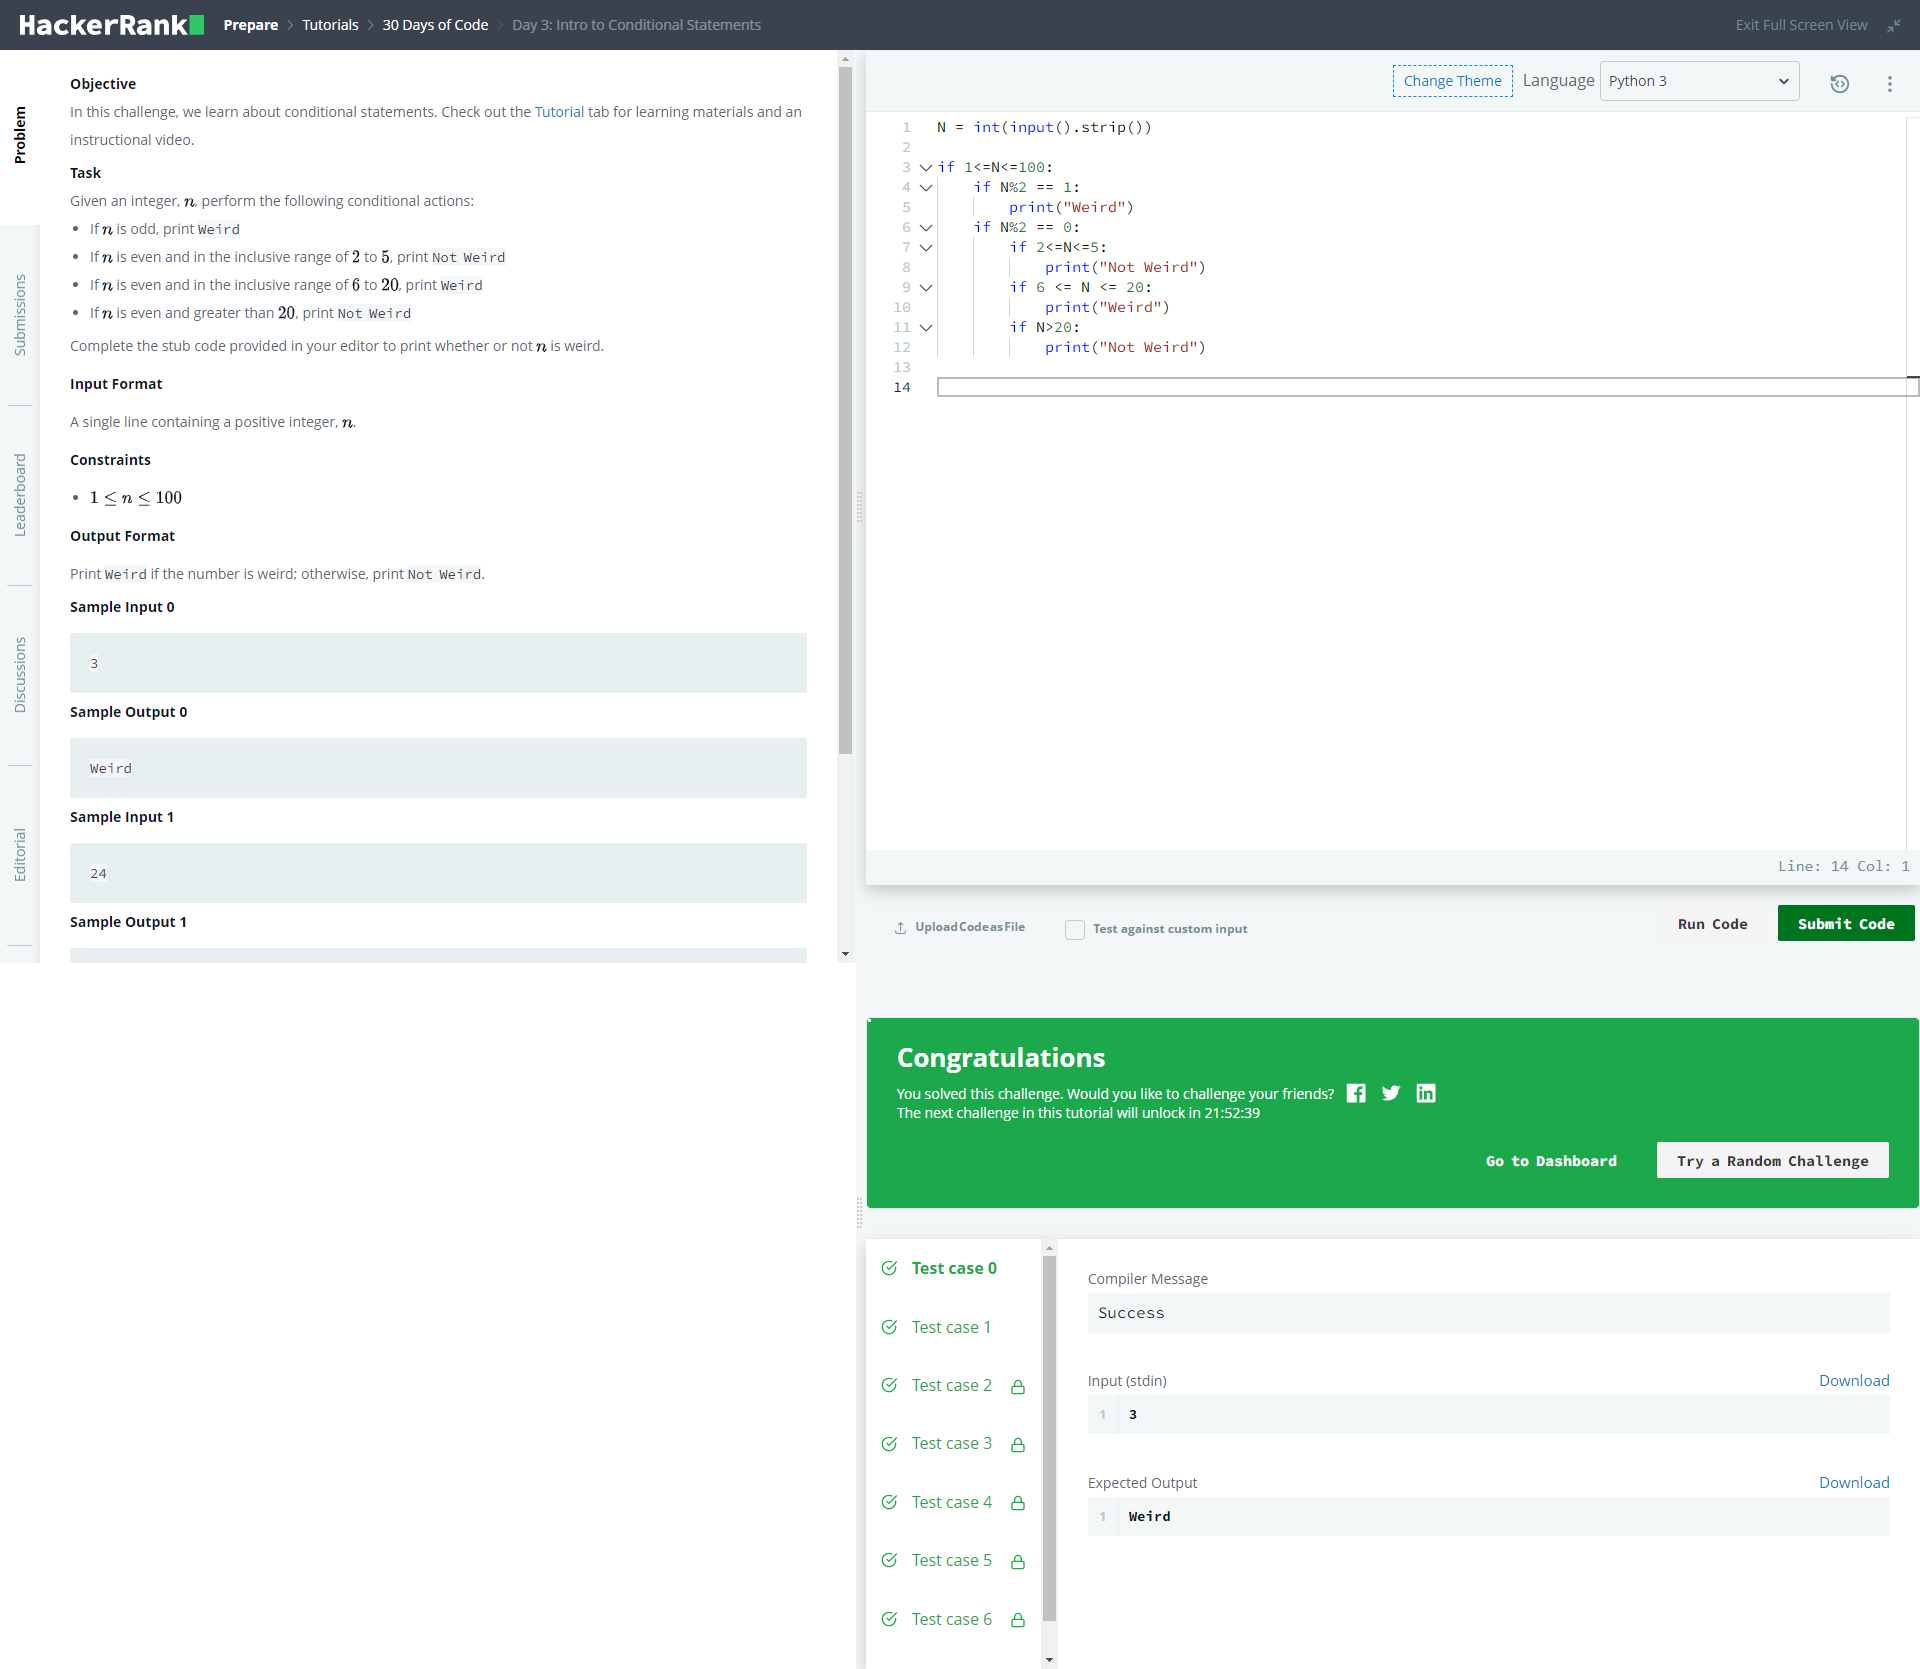 HackerRank Prepare > Tutorials > 30 Days of Code > Day 3: Intro to Conditional Statements
Exit Full Screen View
Problem
Submissions
Leaderboard
Discussions
Editorial
Objective
In this challenge, we learn about conditional statements. Check out the Tutorial tab for learning materials and an
instructional video.
Task
Given an integer, n, perform the following conditional actions:
• If n is odd, print Weird
• If n is even and in the inclusive range of 2 to 5, print Not Weird
• If n is even and in the inclusive range of 6 to 20, print Weird
• If n is even and greater than 20, print Not Weird
Complete the stub code provided in your editor to print whether or not n is weird.
Input Format
A single line containing a positive integer, n.
Constraints
• 1 ≤ n ≤ 100
Output Format
Print Weird if the number is weird; otherwise, print Not Weird.
Sample Input 0
3
Sample Output 0
Weird
Sample Input 1
24
Sample Output 1
Change Theme Language Python 3
1 N = int(input().strip())
2
3 if 1<=N<=100:
4     if N%2 == 1:
5         print("Weird")
6     if N%2 == 0:
7         if 2<=N<=5:
8             print("Not Weird")
9         if 6 <= N <= 20:
10             print("Weird")
11         if N>20:
12             print("Not Weird")
13
14
Line: 14 Col: 1
Upload Code as File
Test against custom input
Run Code
Submit Code
Congratulations
You solved this challenge. Would you like to challenge your friends?
The next challenge in this tutorial will unlock in 21:52:39
Go to Dashboard
Try a Random Challenge
Test case 0
Test case 1
Test case 2
Test case 3
Test case 4
Test case 5
Test case 6
Compiler Message
Success
Input (stdin)
Download
1 3
Expected Output
Download
1 Weird